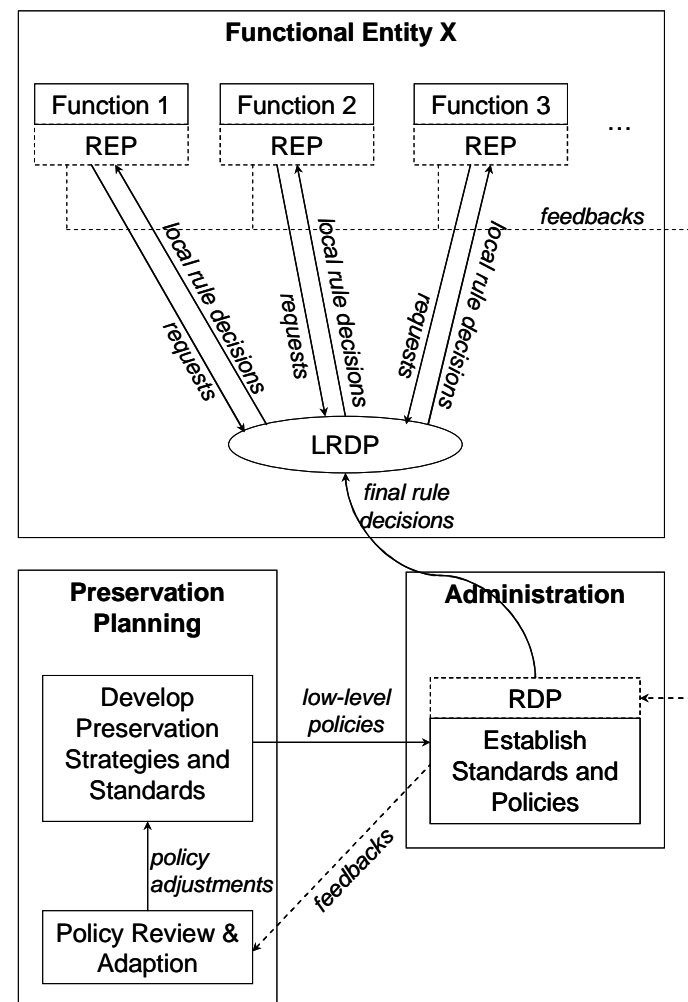 Functional Entity X
Function 1
REP
Function 2
REP
Function 3
REP
...
feedbacks
requests
local rule decisions
requests
local rule decisions
requests
local rule decisions
LRDP
final rule
decisions
Preservation
Planning
Develop
Preservation
Strategies and
Standards
low-level
policies
Administration
RDP
Establish
Standards and
Policies
policy
adjustments
feedbacks
Policy Review &
Adaption